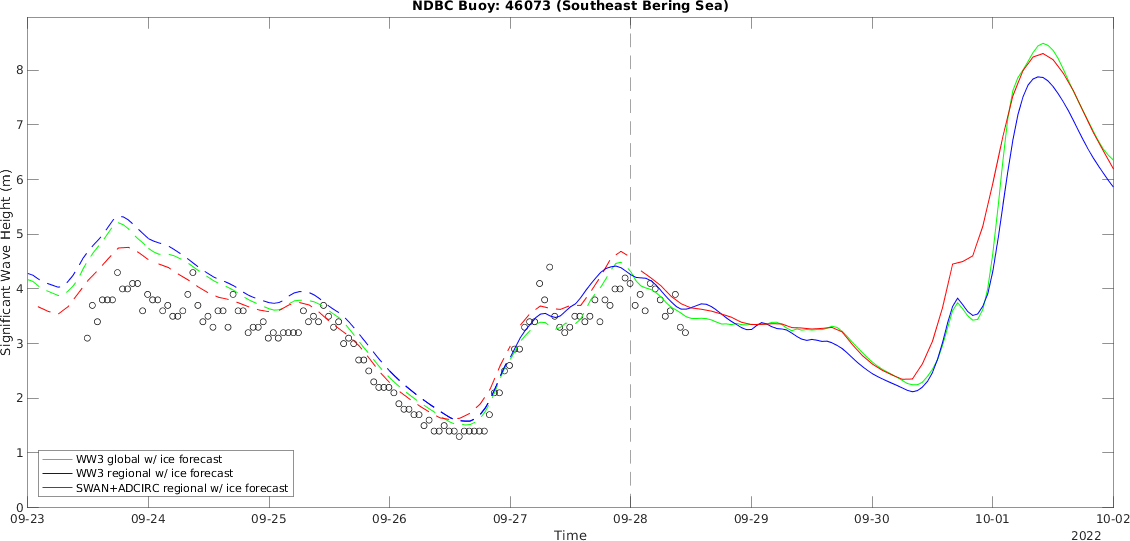 NDBC Buoy: 46073 (Southeast Bering Sea)
Significant Wave Height (m)
8
7
6
5
4
3
2
1
0
WW3 global w/ ice forecast
WW3 regional w/ ice forecast
SWAN+ADCIRC regional w/ ice forecast
09-23 09-24 09-25 09-26 09-27 09-28 09-29 09-30 10-01 10-02
Time
2022